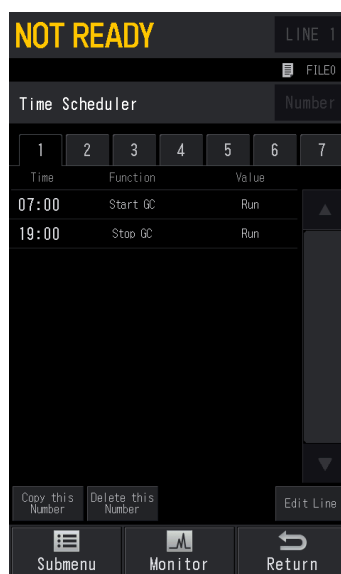 NOT READY
LINE 1
FILE0
Time Scheduler
Number
1 2 3 4 5 6 7
Time Function Value
07:00 Start GC Run
19:00 Stop GC Run
Copy this Number
Delete this Number
Edit Line
Submenu
Monitor
Return